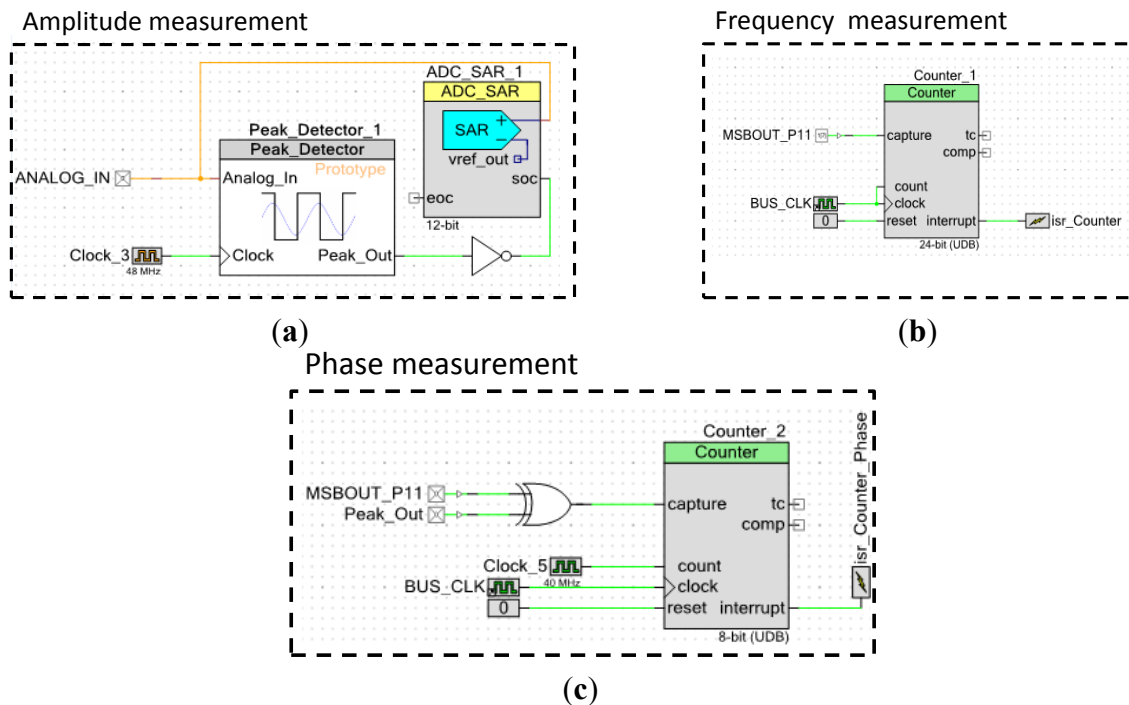 Amplitude measurement
ADC_SAR_1
ADC_SAR
SAR
+
−
vref_out
soc
eoc
12-bit
Peak_Detector_1
Peak_Detector
Prototype
ANALOG_IN
Analog_In
Clock_3
48 MHz
Clock
Peak_Out
(a)
Frequency measurement
Counter_1
Counter
MSBOUT_P11
capture
tc
comp
count
BUS_CLK
clock
0
reset
interrupt
isr_Counter
24-bit (UDB)
(b)
Phase measurement
Counter_2
Counter
MSBOUT_P11
Peak_Out
capture
tc
comp
Clock_5
40 MHz
count
BUS_CLK
clock
0
reset
interrupt
isr_Counter_Phase
8-bit (UDB)
(c)